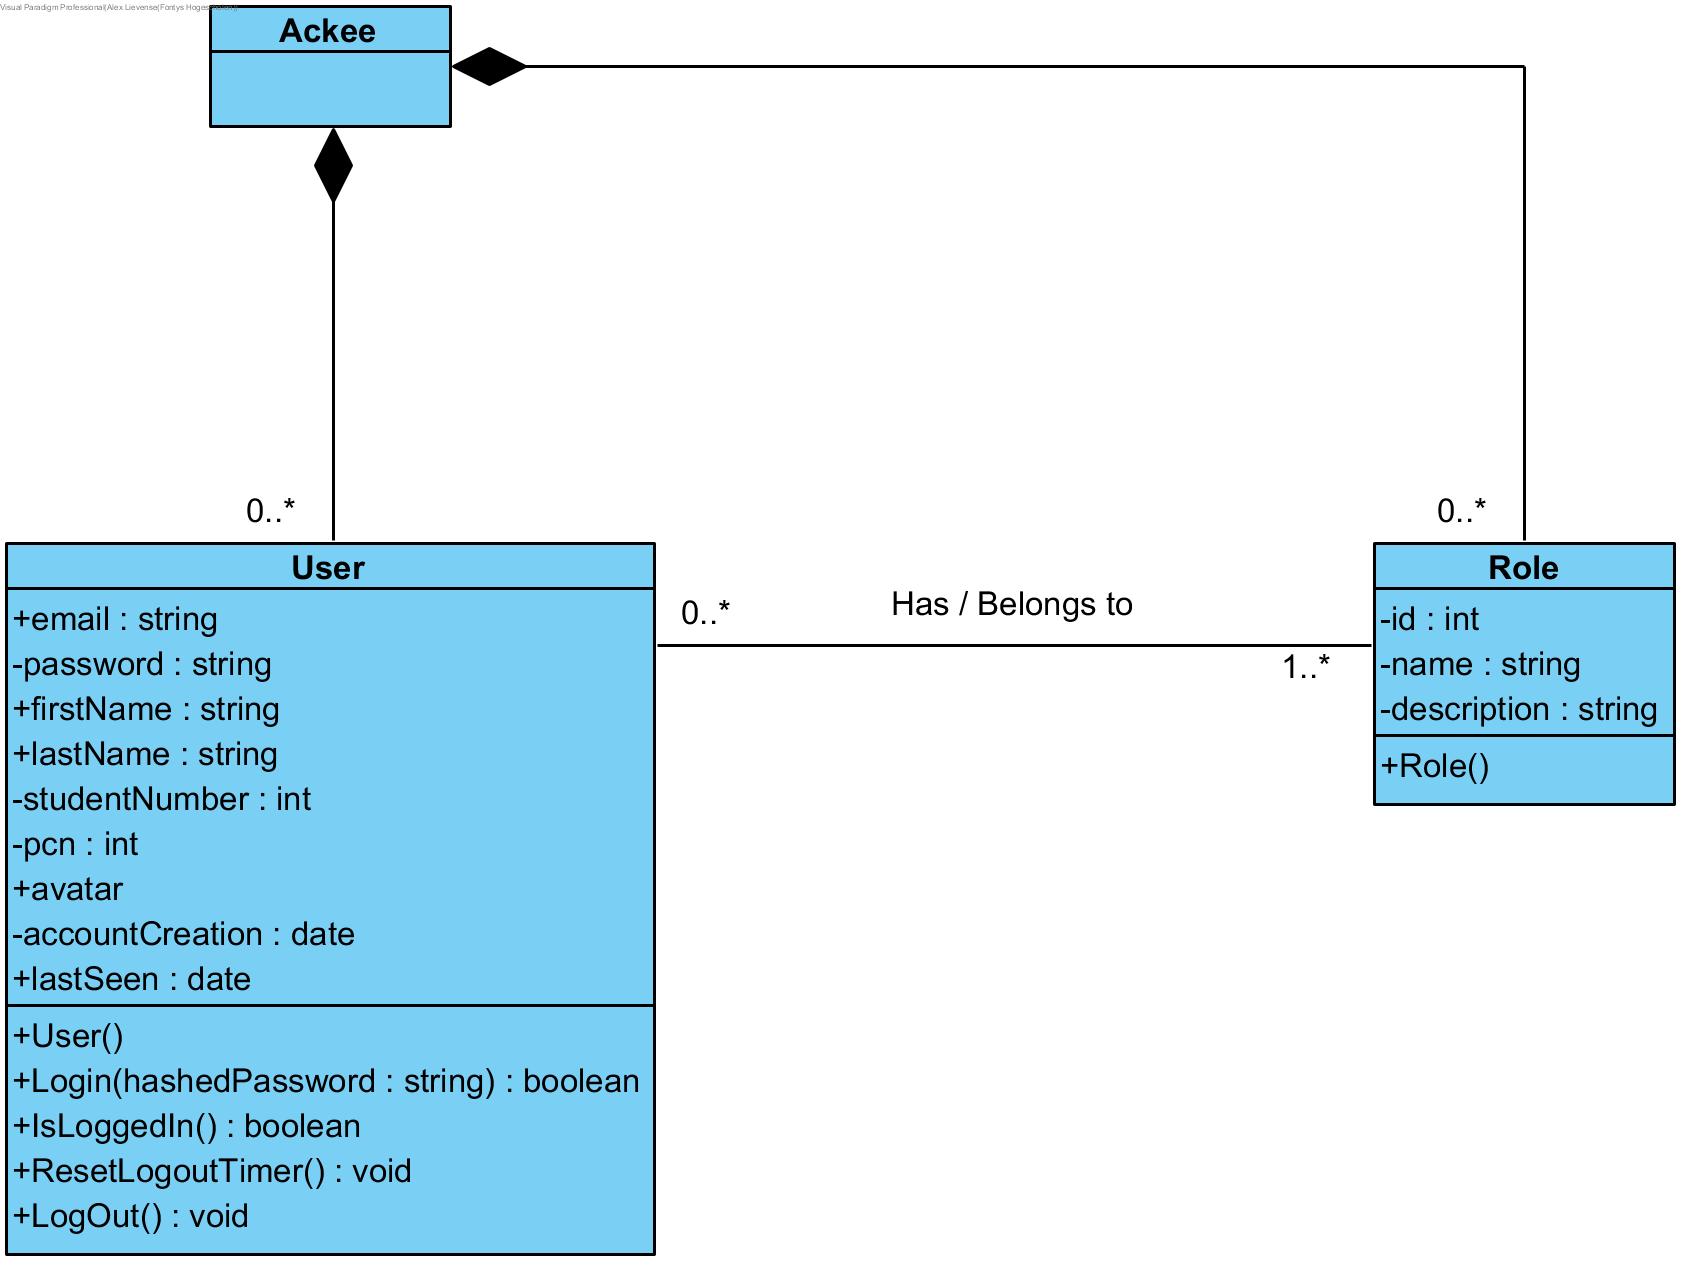 Visual Paradigm Professional(Alex Lievense(Fontys Hoges
Ackee
0..*
0..*
User
+email : string
-password : string
+firstName : string
+lastName : string
-studentNumber : int
-pcn : int
+avatar
-accountCreation : date
+lastSeen : date
+User()
+Login(hashedPassword : string) : boolean
+IsLoggedIn() : boolean
+ResetLogoutTimer() : void
+LogOut() : void
0..*
Has / Belongs to
1..*
Role
-id : int
-name : string
-description : string
+Role()